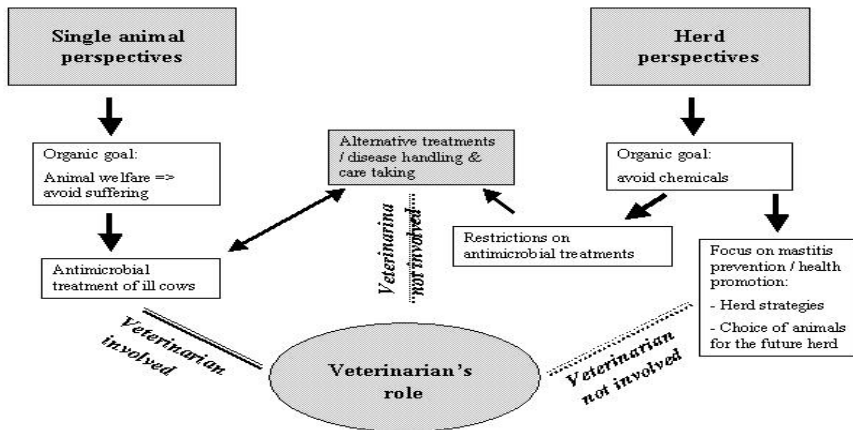 Single animal
perspectives
Herd
perspectives
Organic goal:
Animal welfare =>
avoid suffering
Alternative treatments
/ disease handling &
care taking
Organic goal:
avoid chemicals
Antimicrobial
treatment of ill cows
Veterinarina
not involved
Restrictions on
antimicrobial treatments
Focus on mastitis
prevention / health
promotion:
- Herd strategies
- Choice of animals
for the future herd
Veterinarian
involved
Veterinarian's
role
Veterinarian
not involved